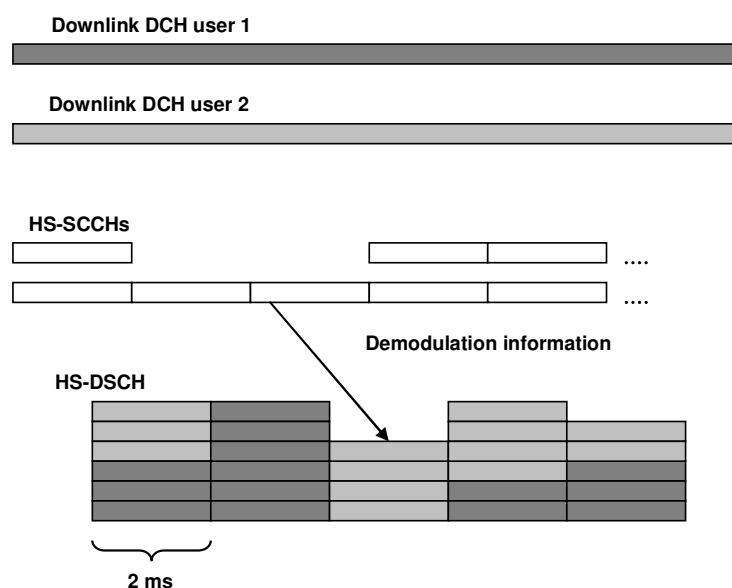 Downlink DCH user 1
Downlink DCH user 2
HS-SCCHs
....
....
Demodulation information
HS-DSCH
2 ms